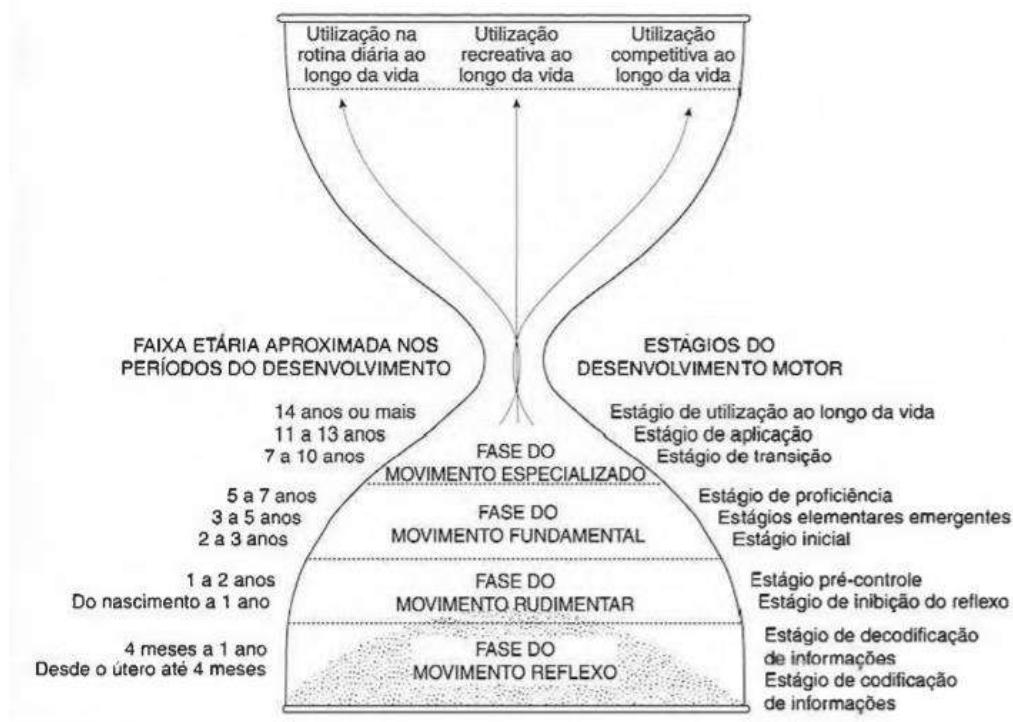 Utilização na
rotina diária ao
longo da vida
Utilização
recreativa ao
longo da vida
Utilização
competitiva ao
longo da vida
FAIXA ETÁRIA APROXIMADA NOS
PERÍODOS DO DESENVOLVIMENTO
ESTÁGIOS DO
DESENVOLVIMENTO MOTOR
14 anos ou mais
11 a 13 anos
7 a 10 anos
FASE DO
MOVIMENTO ESPECIALIZADO
Estágio de utilização ao longo da vida
Estágio de aplicação
Estágio de transição
5 a 7 anos
3 a 5 anos
2 a 3 anos
FASE DO
MOVIMENTO FUNDAMENTAL
Estágio de proficiência
Estágios elementares emergentes
Estágio inicial
1 a 2 anos
Do nascimento a 1 ano
FASE DO
MOVIMENTO RUDIMENTAR
Estágio pré-controle
Estágio de inibição do reflexo
4 meses a 1 ano
Desde o útero até 4 meses
FASE DO
MOVIMENTO REFLEXO
Estágio de decodificação
de informações
Estágio de codificação
de informações